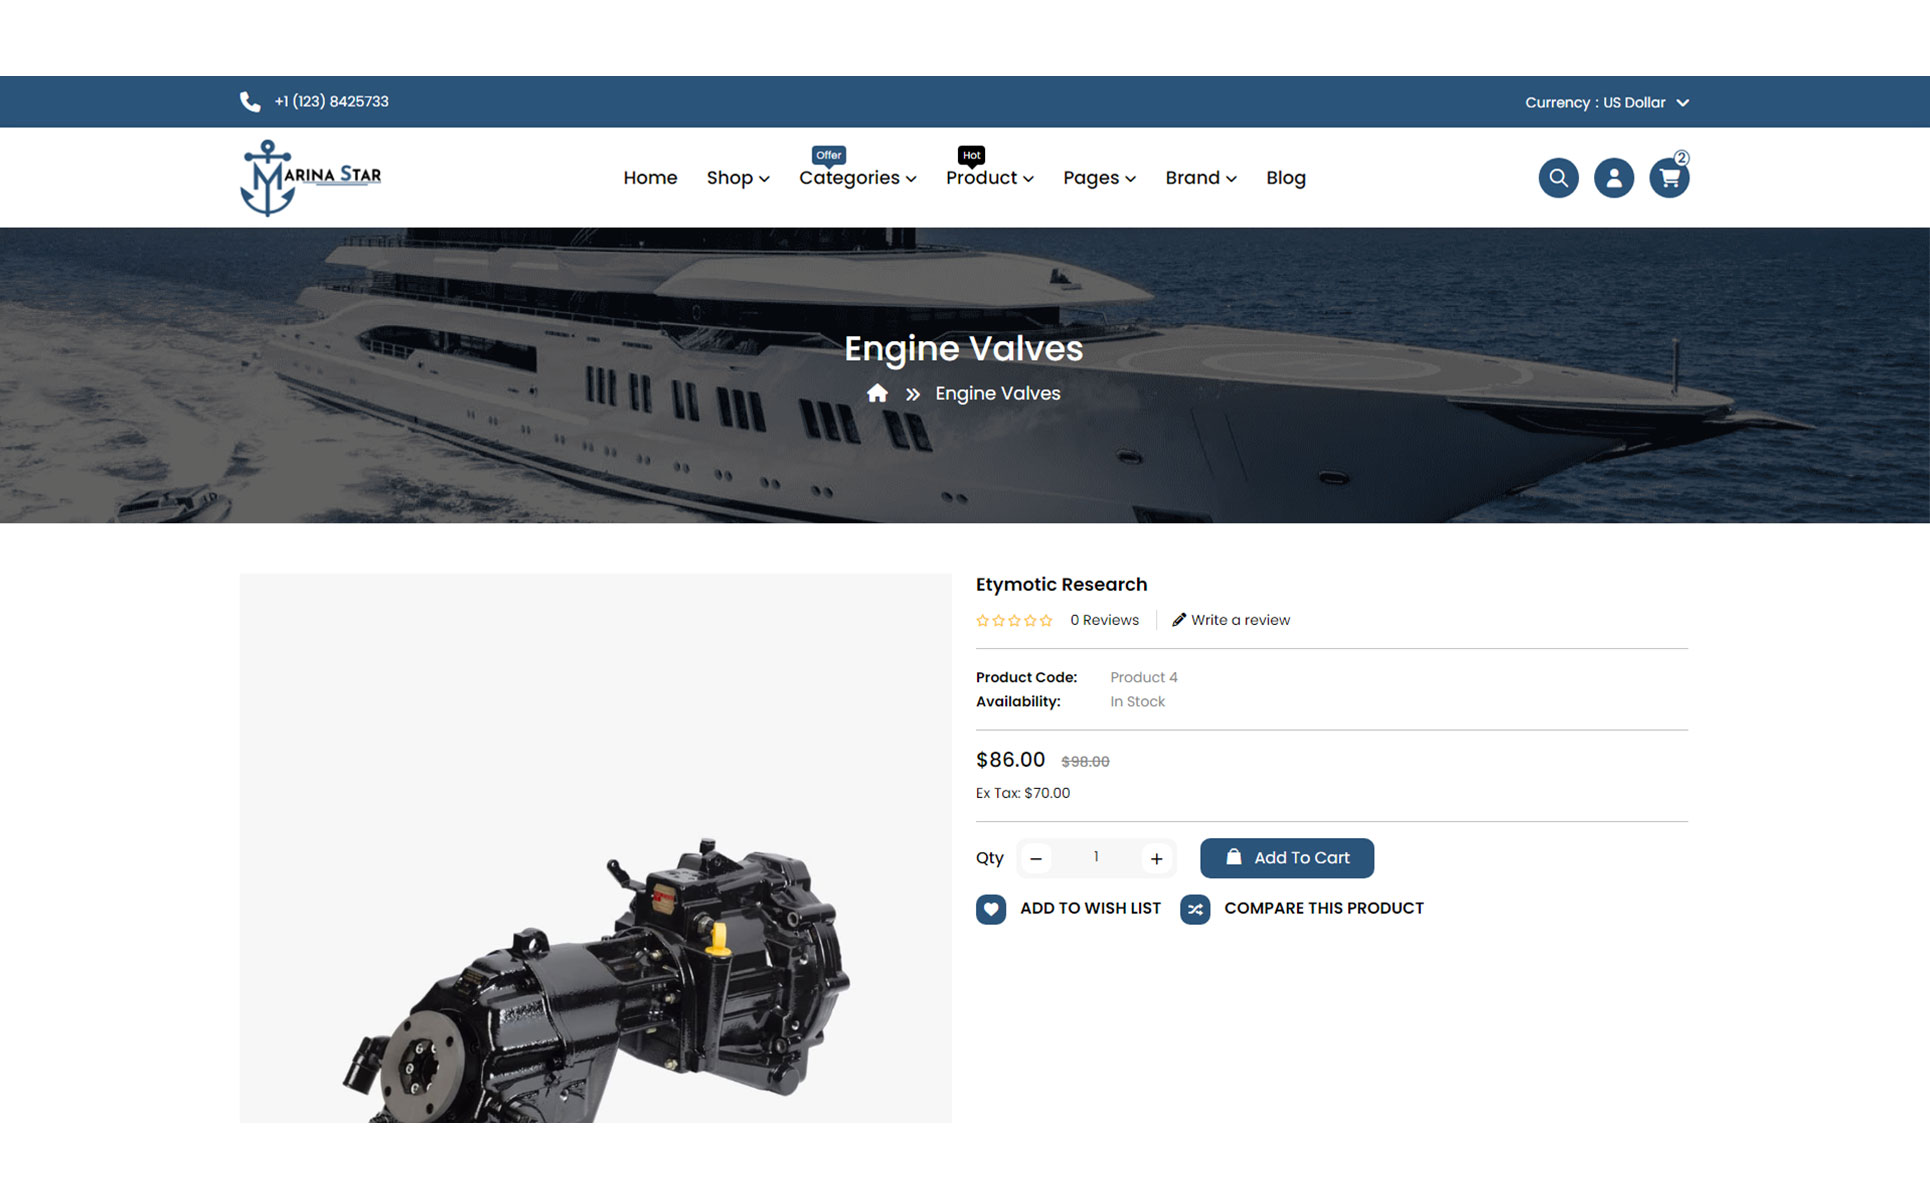 +1 (123) 8425733
Currency : US Dollar
MARINA STAR
Home
Shop
Offer
Categories
Hot
Product
Pages
Brand
Blog
2
Engine Valves
Engine Valves
Etymotic Research
0 Reviews
Write a review
Product Code: Product 4
Availability: In Stock
$86.00 $98.00
Ex Tax: $70.00
Qty − 1 + Add To Cart
ADD TO WISH LIST
COMPARE THIS PRODUCT